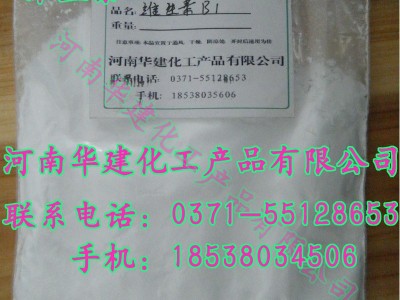 品名: 维生素B1
重量:
河南华建化工产品有限公司
联系电话: 0371-55128653
手机: 18538035606
河南华建化工产品有限公司
联系电话: 0371-55128653
手机: 18538034506